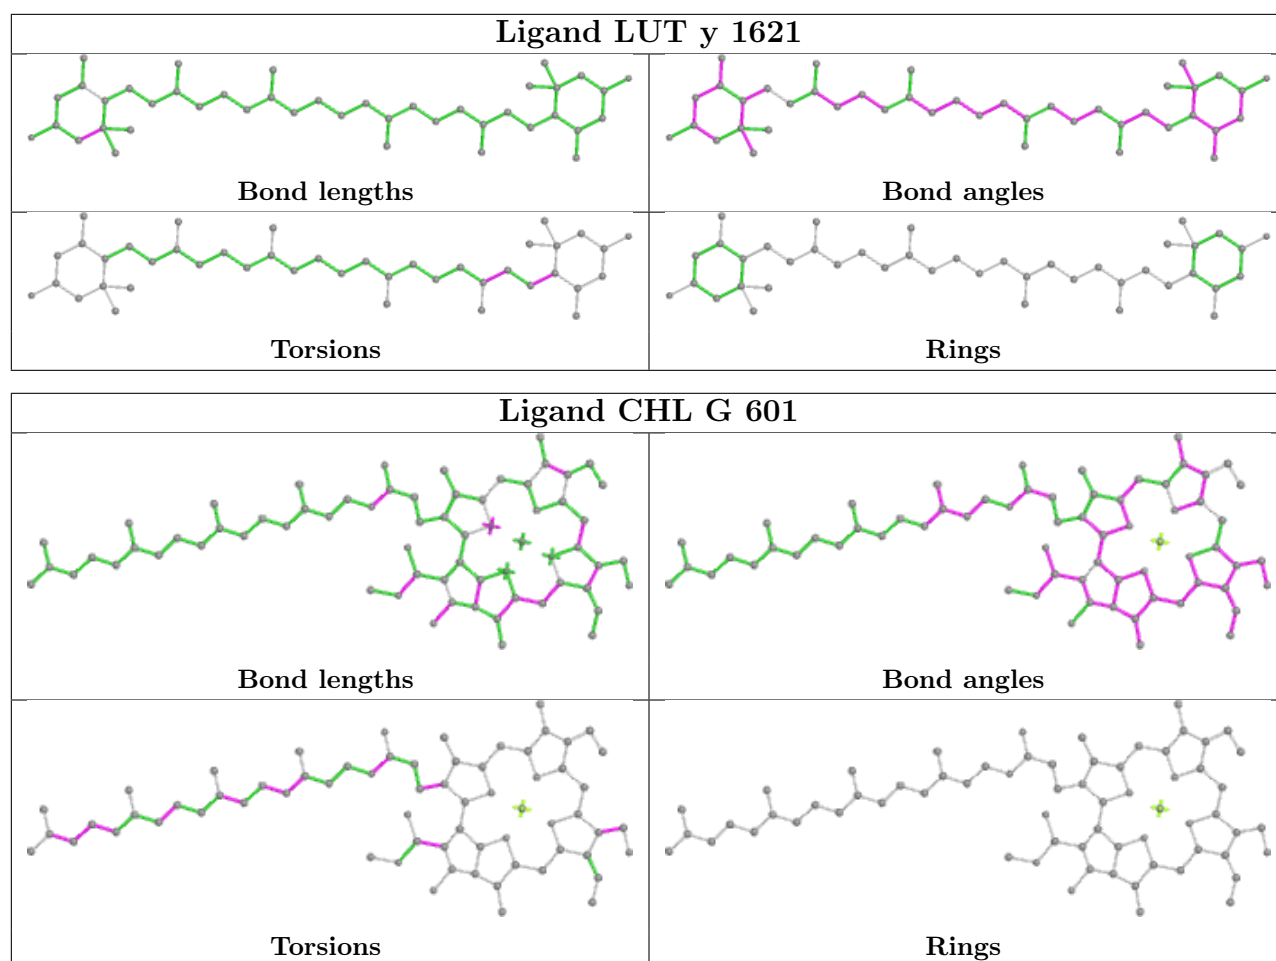 Ligand LUT y 1621
Bond lengths
Bond angles
Torsions
Rings
Ligand CHL G 601
Bond lengths
Bond angles
Torsions
Rings